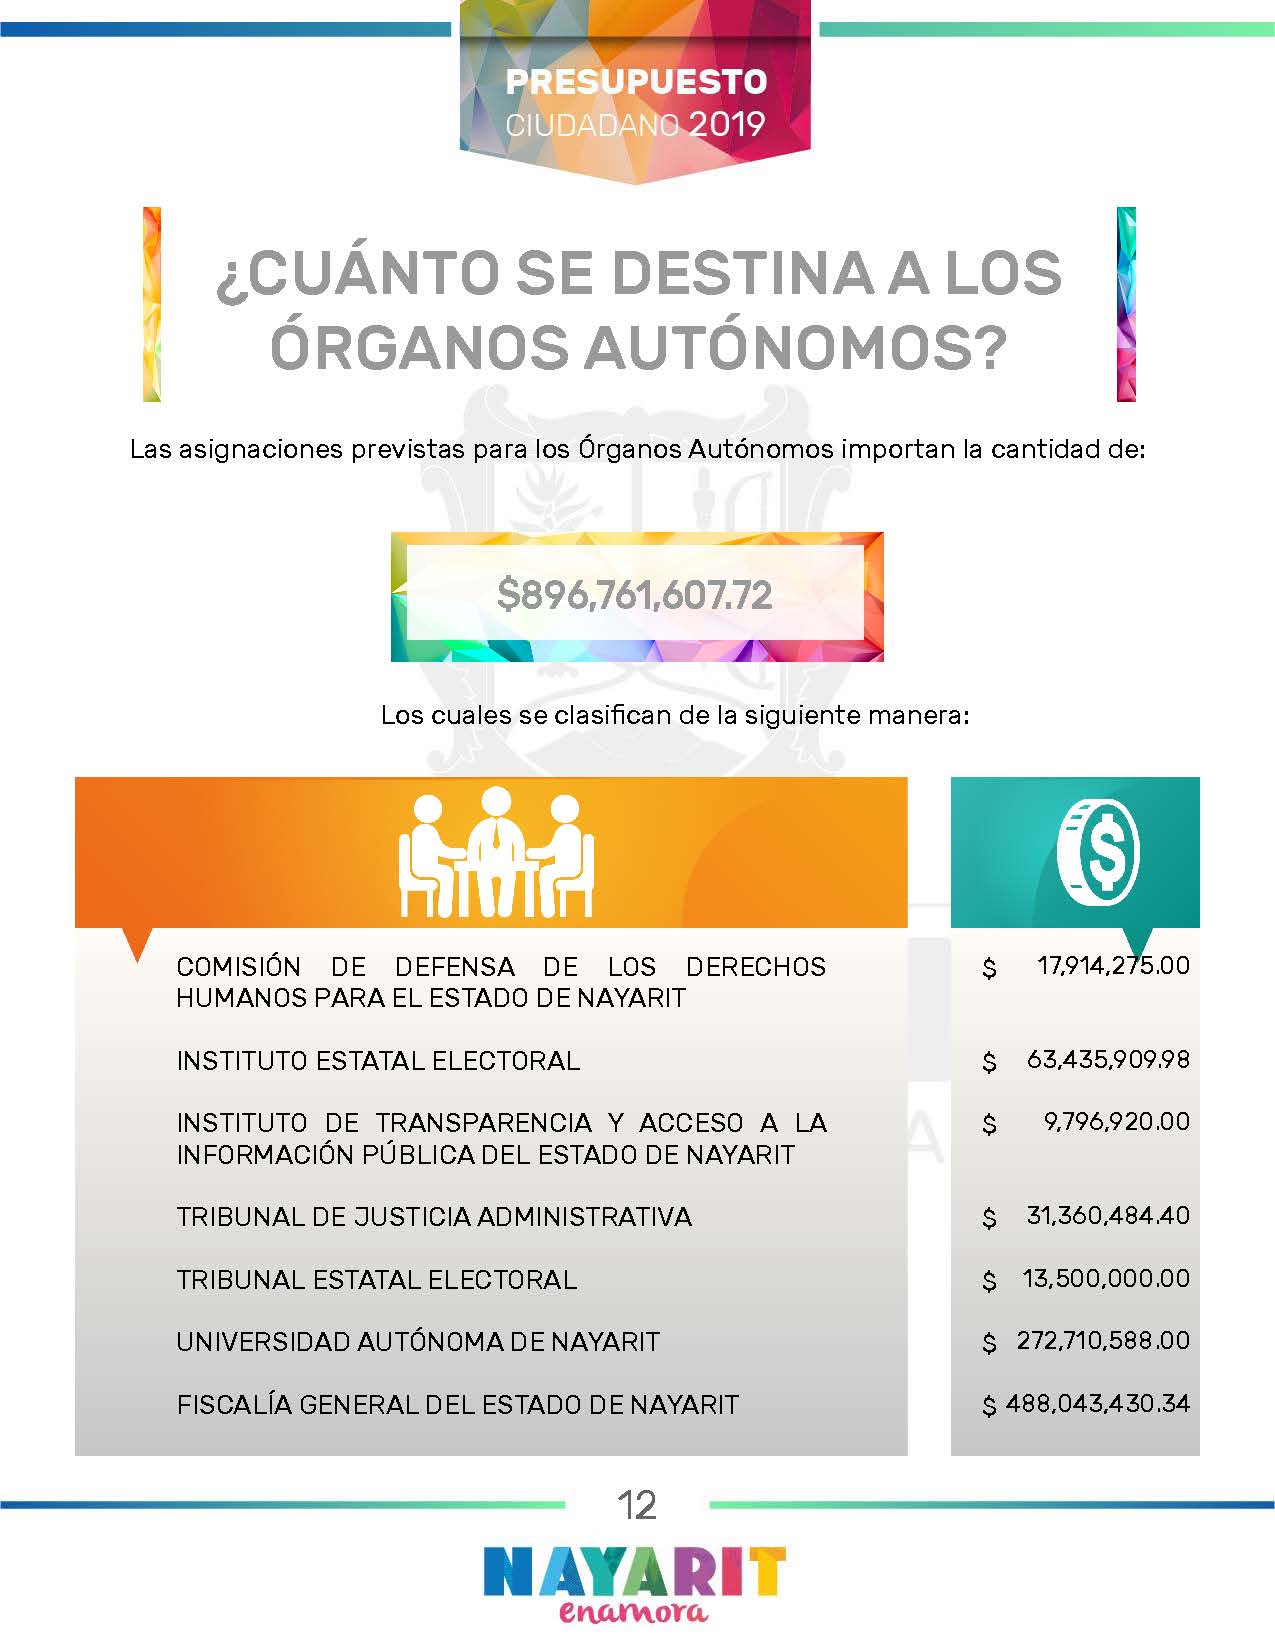 PRESUPUESTO
CIUDADANO 2019
¿CUÁNTO SE DESTINA A LOS
ÓRGANOS AUTÓNOMOS?
Las asignaciones previstas para los Órganos Autónomos importan la cantidad de:
$896,761,607.72
Los cuales se clasifican de la siguiente manera:
COMISIÓN DE DEFENSA DE LOS DERECHOS $ 17,914,275.00
HUMANOS PARA EL ESTADO DE NAYARIT
INSTITUTO ESTATAL ELECTORAL $ 63,435,909.98
INSTITUTO DE TRANSPARENCIA Y ACCESO A LA $ 9,796,920.00
INFORMACIÓN PÚBLICA DEL ESTADO DE NAYARIT
TRIBUNAL DE JUSTICIA ADMINISTRATIVA $ 31,360,484.40
TRIBUNAL ESTATAL ELECTORAL $ 13,500,000.00
UNIVERSIDAD AUTÓNOMA DE NAYARIT $ 272,710,588.00
FISCALÍA GENERAL DEL ESTADO DE NAYARIT $ 488,043,430.34
12
NAYARIT
enamora